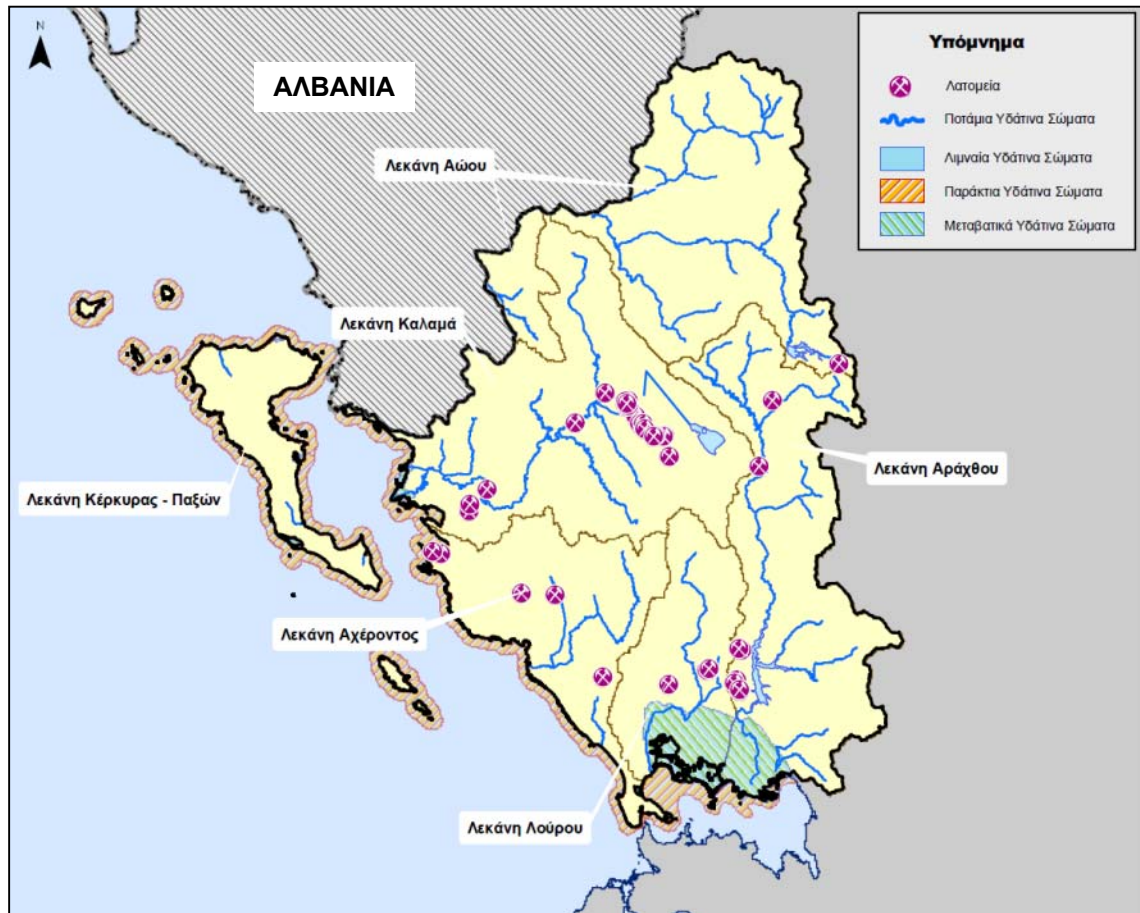 N
ΑΛΒΑΝΙΑ
Υπόμνημα
Λατομεία
Ποτάμια Υδάτινα Σώματα
Λιμναία Υδάτινα Σώματα
Παράκτια Υδάτινα Σώματα
Μεταβατικά Υδάτινα Σώματα
Λεκάνη Αώου
Λεκάνη Καλαμά
Λεκάνη Αράχθου
Λεκάνη Κέρκυρας - Παξών
Λεκάνη Αχέροντος
Λεκάνη Λούρου